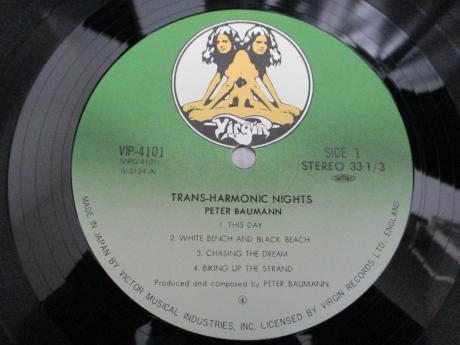 Virgin
VIP-4101
(VIRG-4101)
(V-2124-A)
SIDE 1
STEREO 33 1/3
TRANS-HARMONIC NIGHTS
PETER BAUMANN
1. THIS DAY
2. WHITE BENCH AND BLACK BEACH
3. CHASING THE DREAM
4. BIKING UP THE STRAND
Produced and composed by PETER BAUMANN
4
MADE IN JAPAN BY VICTOR MUSICAL INDUSTRIES, INC. LICENSED BY VIRGIN RECORDS LTD. ENGLAND